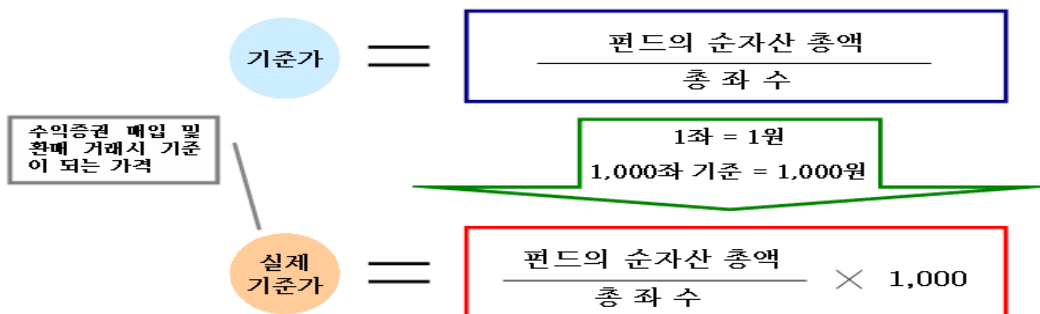 기준가
펀드의 순자산 총액
총 좌 수
수익증권 매입 및
환매 거래시 기준
이 되는 가격
1좌 = 1원
1,000좌 기준 = 1,000원
실제
기준가
펀드의 순자산 총액
총 좌 수
× 1,000